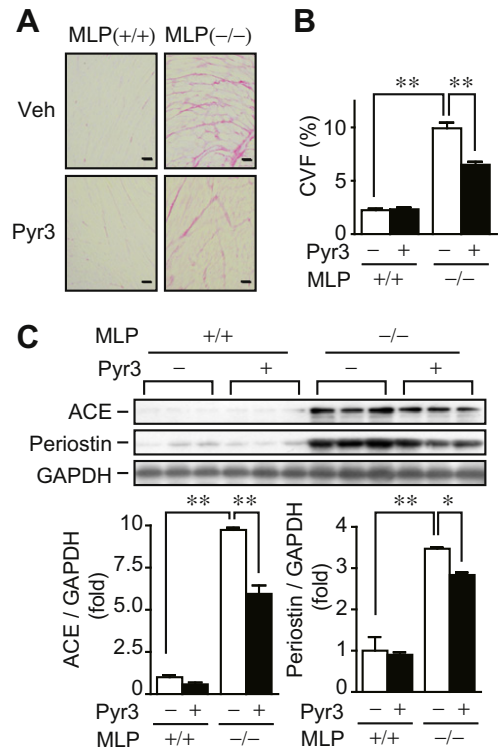 A
MLP(+/+) MLP(−/−)
Veh
Pyr3
B
** **
CVF (%)
10
5
0
Pyr3 − + − +
MLP +/+ −/−
C
MLP +/+ −/−
Pyr3 − + − +
ACE
Periostin
GAPDH
** **
ACE / GAPDH
(fold)
10
7.5
5.0
2.5
0
Pyr3 − + − +
MLP +/+ −/−
** *
Periostin / GAPDH
(fold)
4
3
2
1
0
Pyr3 − + − +
MLP +/+ −/−